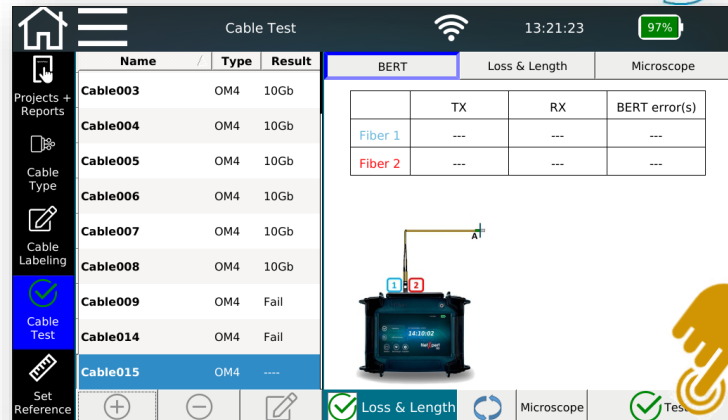 Cable Test
13:21:23
97%
Projects +
Reports
Cable
Type
Cable
Labeling
Cable
Test
Set
Reference
Name / Type Result
Cable003 OM4 10Gb
Cable004 OM4 10Gb
Cable005 OM4 10Gb
Cable006 OM4 10Gb
Cable007 OM4 10Gb
Cable008 OM4 10Gb
Cable009 OM4 Fail
Cable014 OM4 Fail
Cable015 OM4 ----
BERT Loss & Length Microscope
TX RX BERT error(s)
Fiber 1 --- --- ---
Fiber 2 --- --- ---
A
1 2
14:10:02
Loss & Length Microscope Test